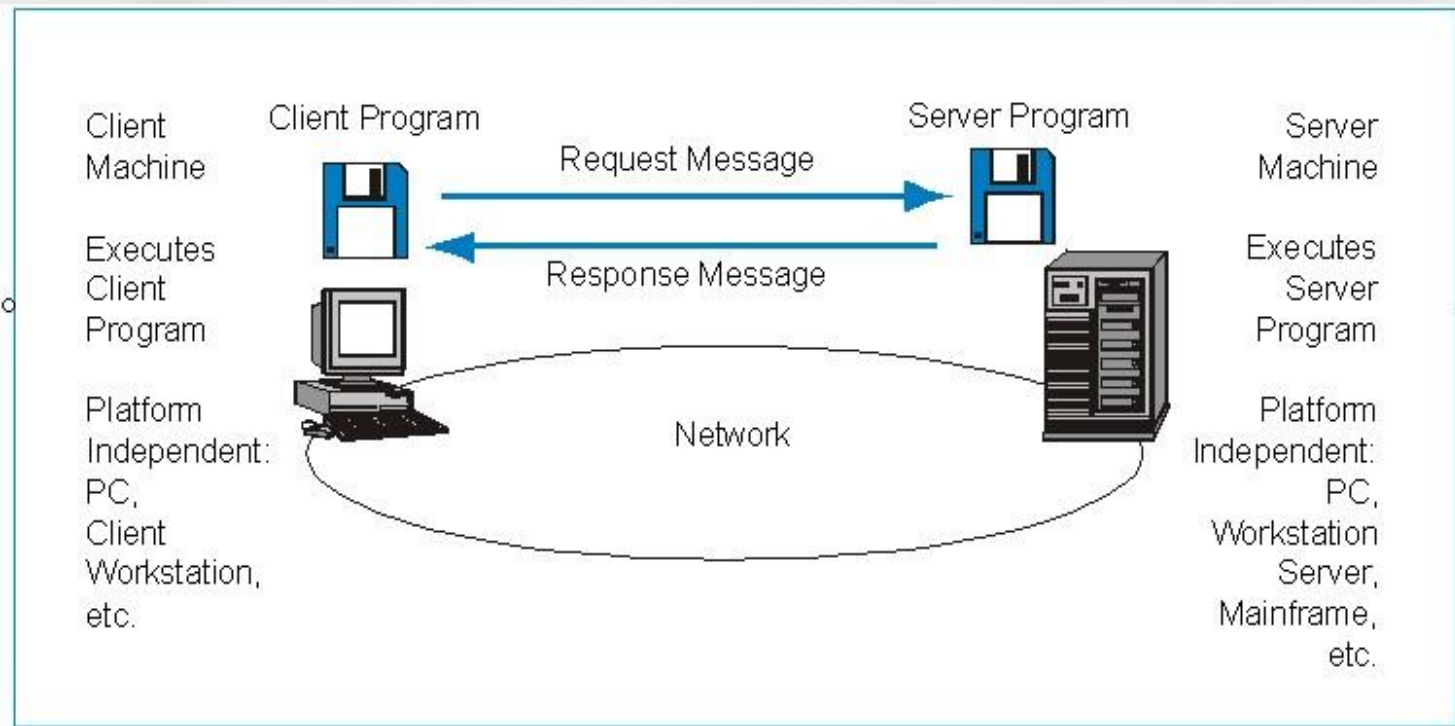 Client
Machine
Executes
Client
Program
Platform
Independent:
PC,
Client
Workstation,
etc.
Client Program
Request Message
Response Message
Network
Server Program
Server
Machine
Executes
Server
Program
Platform
Independent:
PC,
Workstation
Server,
Mainframe,
etc.